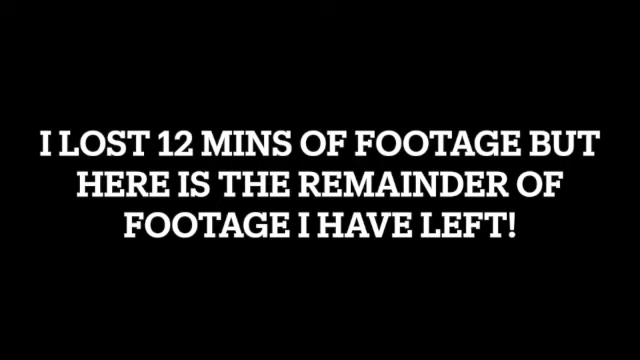 I LOST 12 MINS OF FOOTAGE BUT
HERE IS THE REMAINDER OF
FOOTAGE I HAVE LEFT!